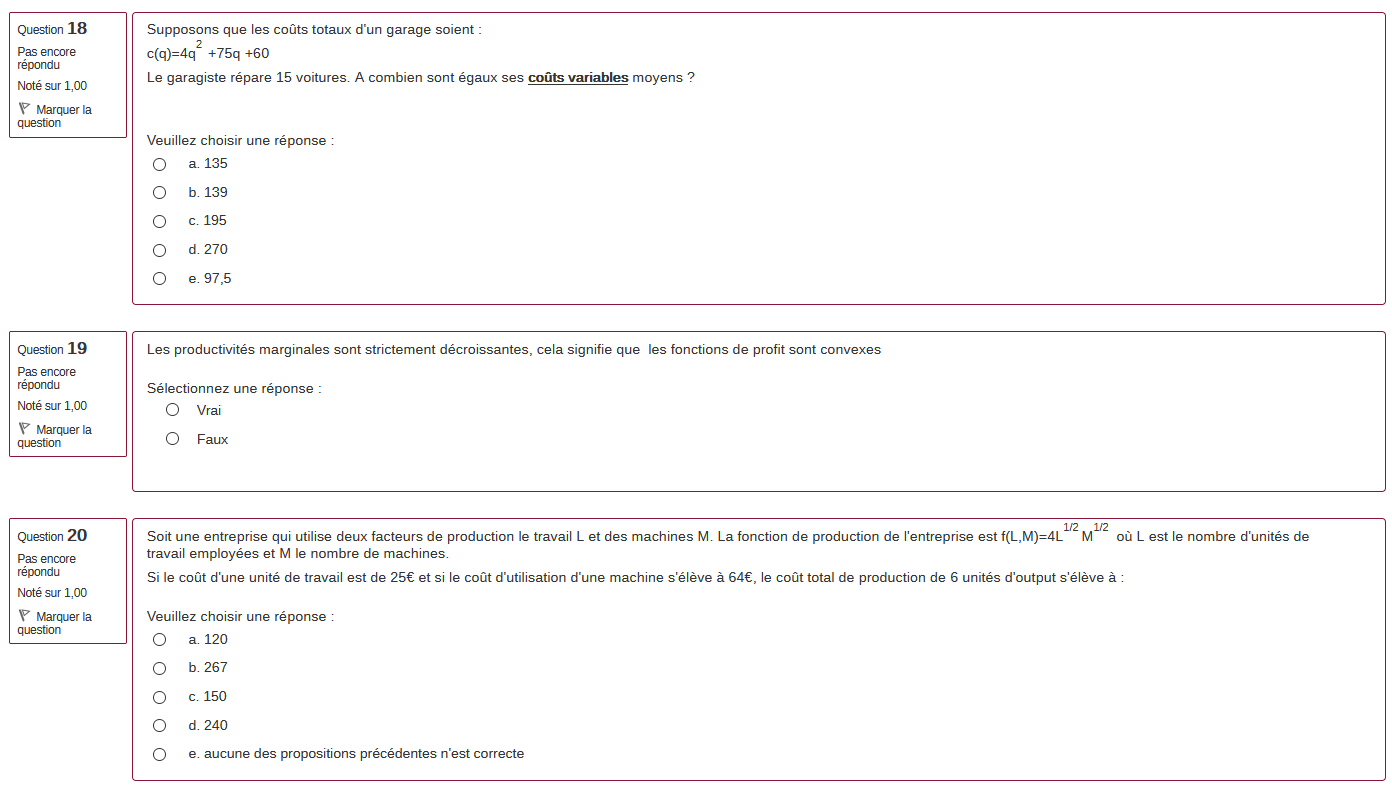 Question 18
Pas encore
répondu
Noté sur 1,00
Marquer la
question
Supposons que les coûts totaux d'un garage soient :
c(q)=4q² +75q +60
Le garagiste répare 15 voitures. A combien sont égaux ses coûts variables moyens ?
Veuillez choisir une réponse :
a. 135
b. 139
c. 195
d. 270
e. 97,5
Question 19
Pas encore
répondu
Noté sur 1,00
Marquer la
question
Les productivités marginales sont strictement décroissantes, cela signifie que les fonctions de profit sont convexes
Sélectionnez une réponse :
Vrai
Faux
Question 20
Pas encore
répondu
Noté sur 1,00
Marquer la
question
Soit une entreprise qui utilise deux facteurs de production le travail L et des machines M. La fonction de production de l'entreprise est f(L,M)=4L^1/2 M^1/2 où L est le nombre d'unités de
travail employées et M le nombre de machines.
Si le coût d'une unité de travail est de 25€ et si le coût d'utilisation d'une machine s'élève à 64€, le coût total de production de 6 unités d'output s'élève à :
Veuillez choisir une réponse :
a. 120
b. 267
c. 150
d. 240
e. aucune des propositions précédentes n'est correcte